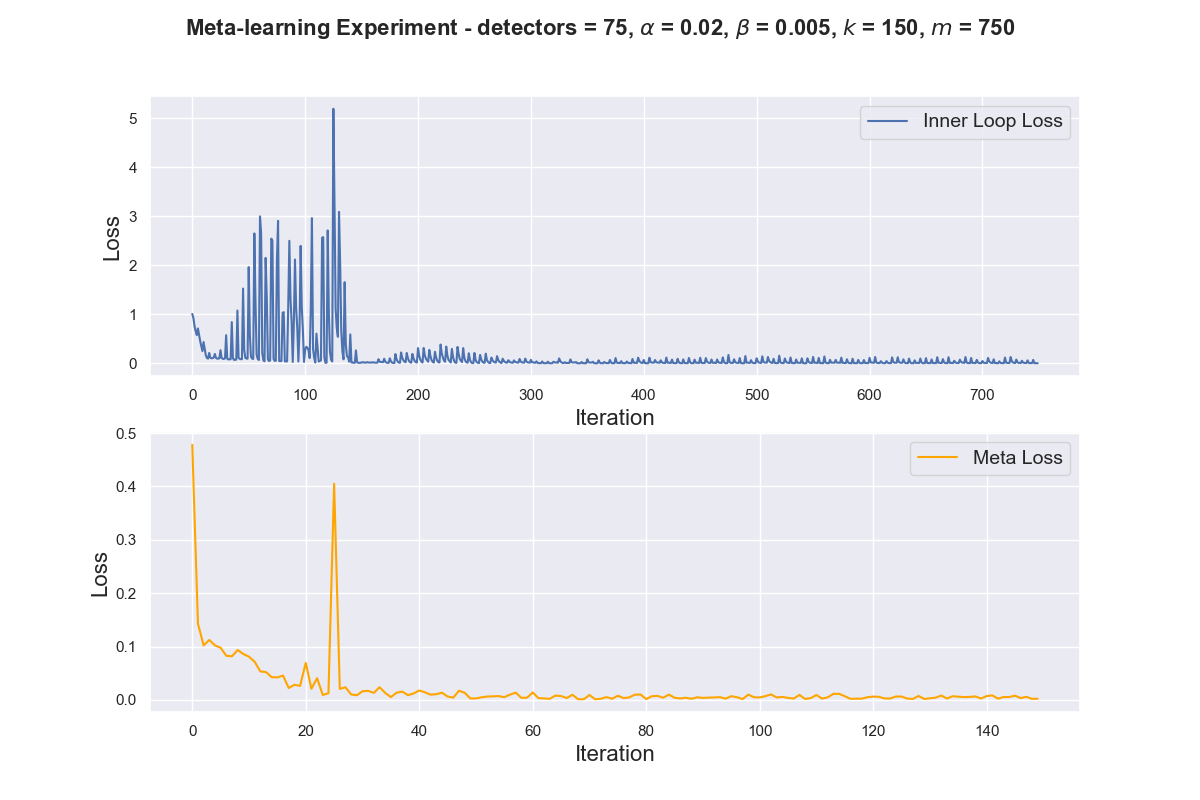 Meta-learning Experiment - detectors = 75, α = 0.02, β = 0.005, k = 150, m = 750
Inner Loop Loss
5
4
3
2
1
0
Loss
0 100 200 300 400 500 600 700
Iteration
Meta Loss
0.5
0.4
0.3
0.2
0.1
0.0
Loss
0 20 40 60 80 100 120 140
Iteration